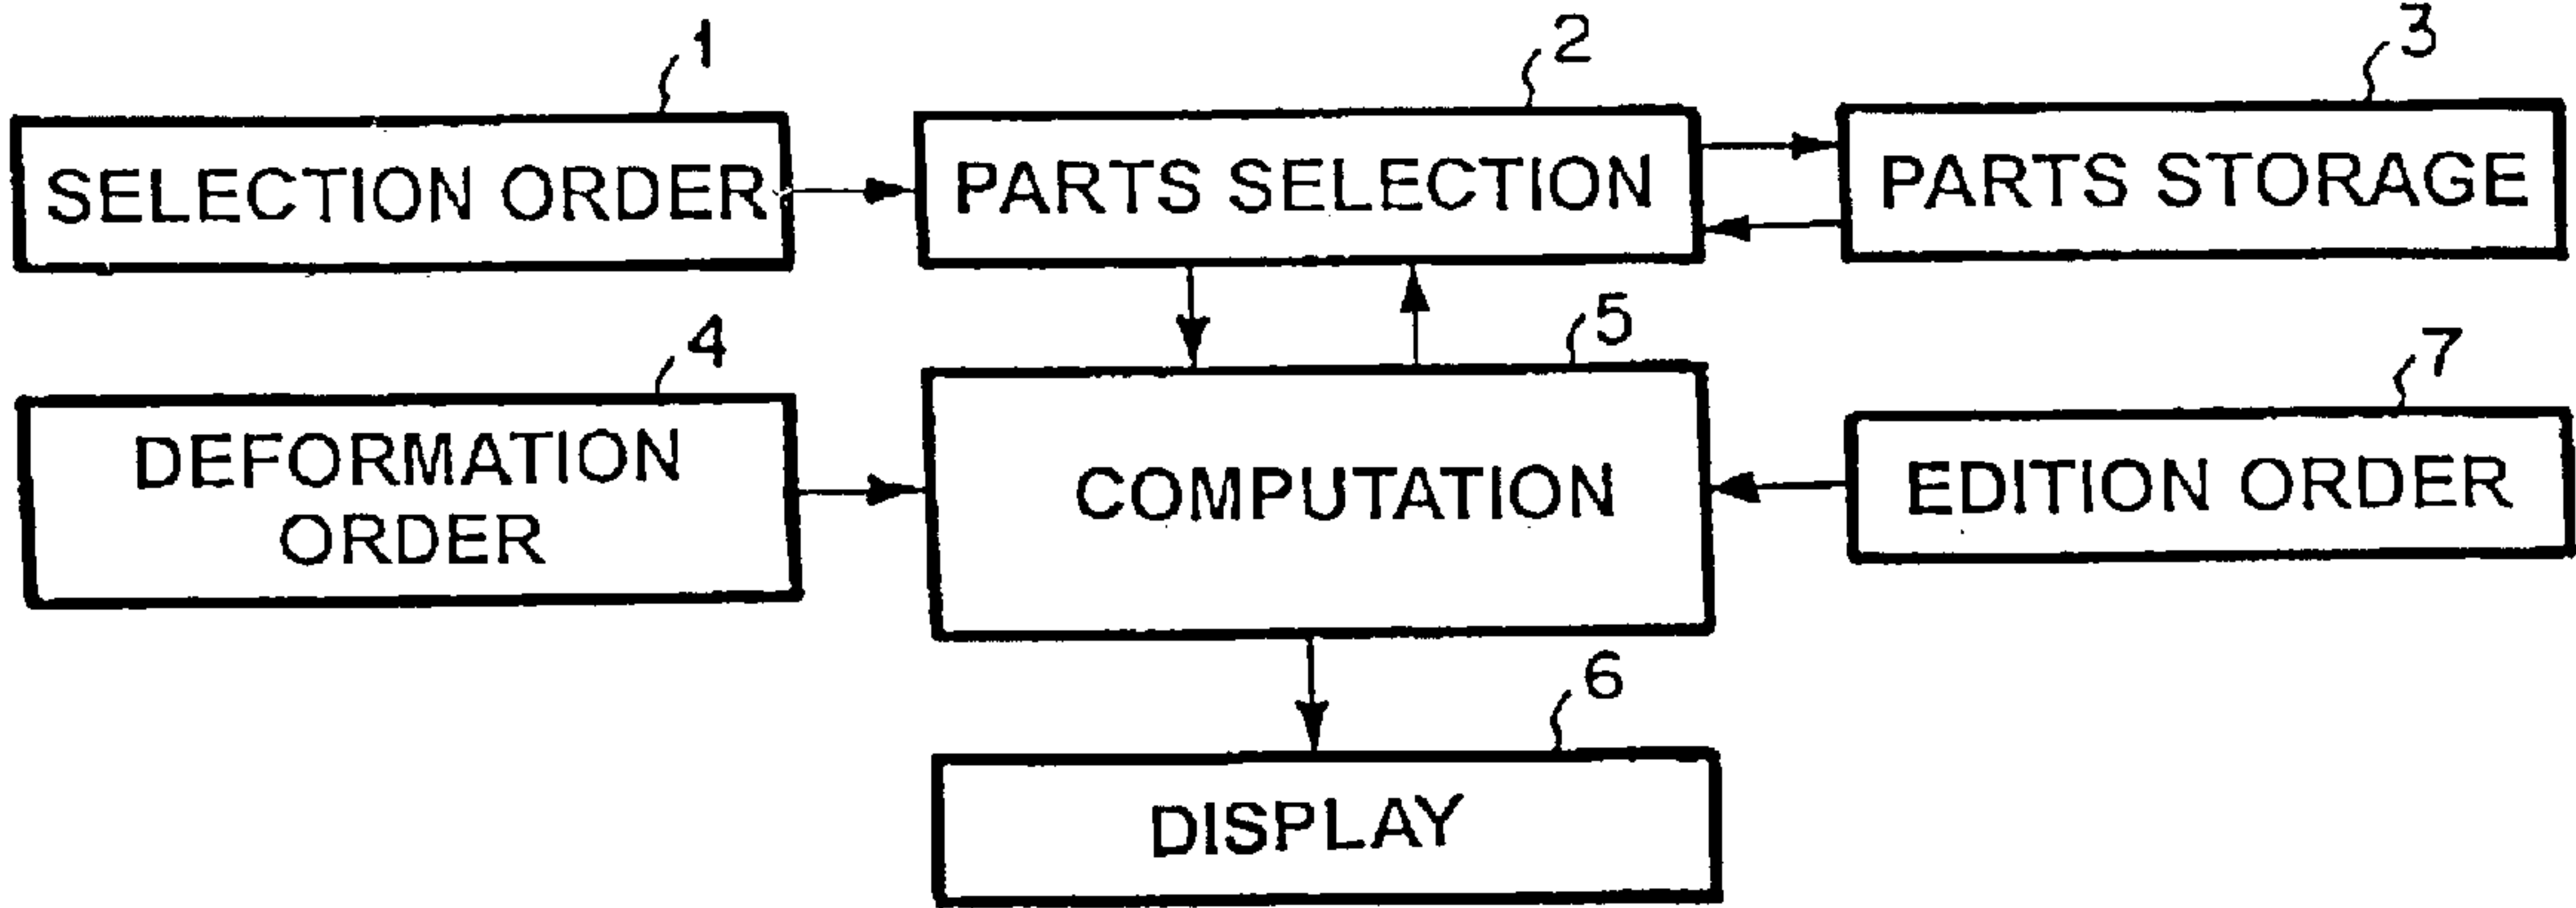 1
2
3
SELECTION ORDER
PARTS SELECTION
PARTS STORAGE
4
5
7
DEFORMATION
ORDER
COMPUTATION
EDITION ORDER
6
DISPLAY